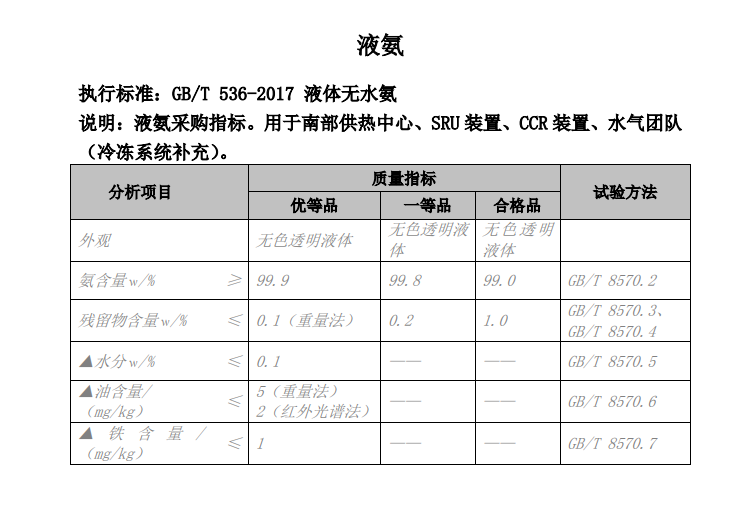 液氨
执行标准：GB/T 536-2017 液体无水氨
说明：液氨采购指标。用于南部供热中心、SRU 装置、CCR 装置、水气团队
（冷冻系统补充）。
分析项目 质量指标 试验方法
优等品 一等品 合格品
外观 无色透明液体 无色透明液体 无色透明液体
氨含量 w/% ≥ 99.9 99.8 99.0 GB/T 8570.2
残留物含量 w/% ≤ 0.1（重量法） 0.2 1.0 GB/T 8570.3、
GB/T 8570.4
▲水分 w/% ≤ 0.1 —— —— GB/T 8570.5
▲油含量/
（mg/kg） ≤ 5（重量法）
2（红外光谱法） —— —— GB/T 8570.6
▲铁含量/
（mg/kg） ≤ 1 —— —— GB/T 8570.7